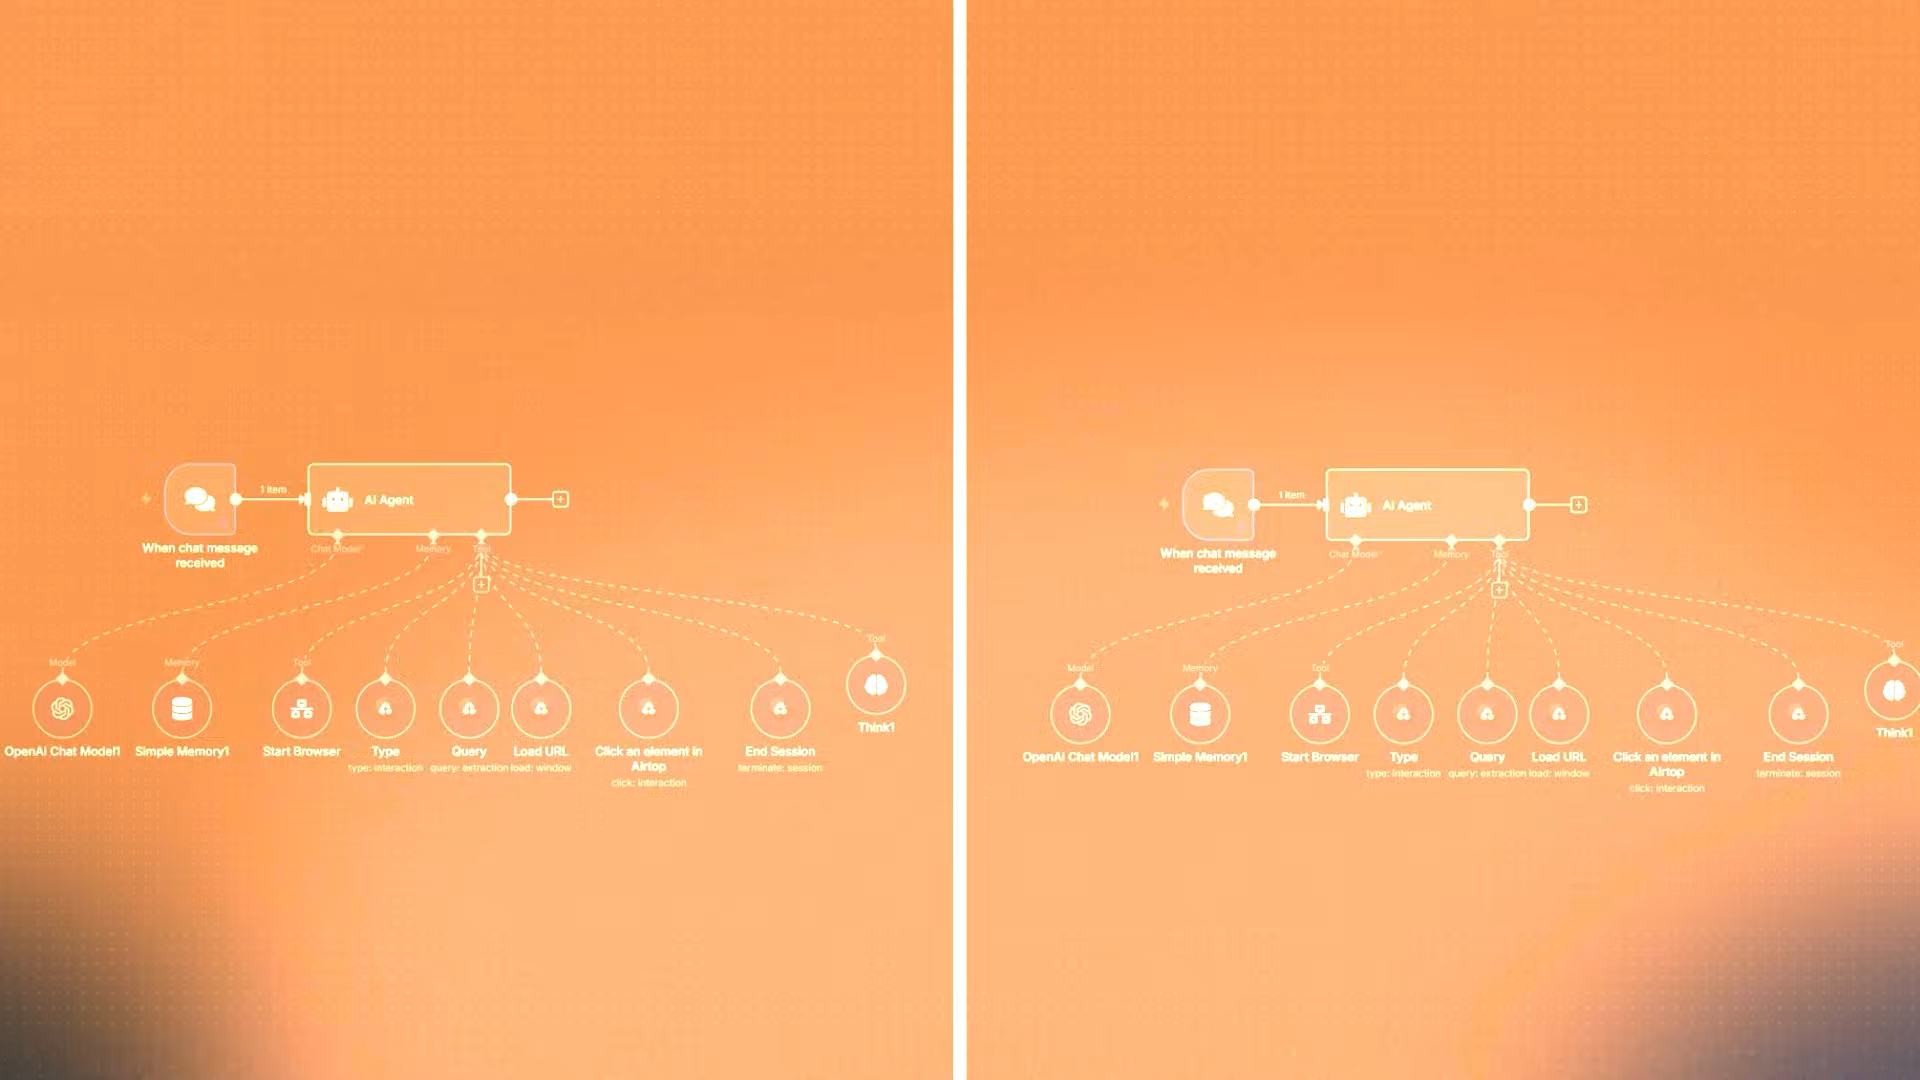 1 item
AI Agent
When chat message
received
Chat Model*
Memory
Tool
Model
Memory
Tool
Tool
OpenAI Chat Model1
Simple Memory1
Start Browser
Type
type: interaction
Query
query: extraction
Load URL
load: window
Click an element in
Airtop
click: interaction
End Session
terminate: session
Think1
1 item
AI Agent
When chat message
received
Chat Model*
Memory
Tool
Model
Memory
Tool
Tool
OpenAI Chat Model1
Simple Memory1
Start Browser
Type
type: interaction
Query
query: extraction
Load URL
load: window
Click an element in
Airtop
click: interaction
End Session
terminate: session
Think1